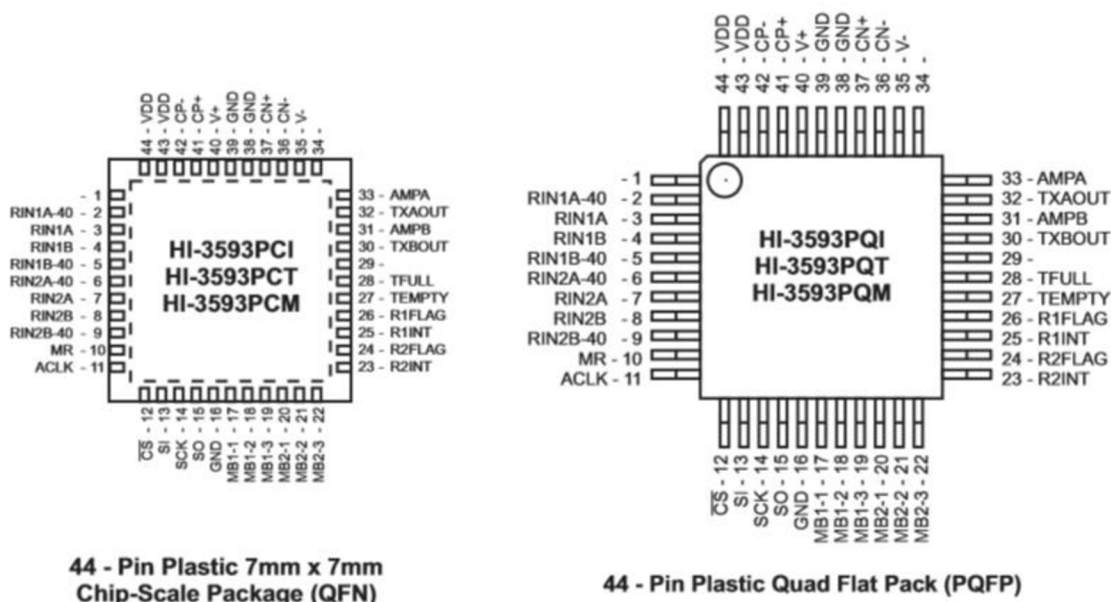 44 - VDD
43 - VDD
42 - CP-
41 - CP+
40 - V+
39 - GND
38 - GND
37 - CN+
36 - CN-
35 - V-
34 -
- 1
RIN1A-40 - 2
RIN1A - 3
RIN1B - 4
RIN1B-40 - 5
RIN2A-40 - 6
RIN2A - 7
RIN2B - 8
RIN2B-40 - 9
MR - 10
ACLK - 11
HI-3593PCI
HI-3593PCT
HI-3593PCM
33 - AMPA
32 - TXAOUT
31 - AMPB
30 - TXBOUT
29 -
28 - TFULL
27 - TEMPTY
26 - R1FLAG
25 - R1INT
24 - R2FLAG
23 - R2INT
C̅S̅ - 12
SI - 13
SCK - 14
SO - 15
GND - 16
MB1-1 - 17
MB1-2 - 18
MB1-3 - 19
MB2-1 - 20
MB2-2 - 21
MB2-3 - 22
44 - Pin Plastic 7mm x 7mm
Chip-Scale Package (QFN)
44 - VDD
43 - VDD
42 - CP-
41 - CP+
40 - V+
39 - GND
38 - GND
37 - CN+
36 - CN-
35 - V-
34 -
- 1
RIN1A-40 - 2
RIN1A - 3
RIN1B - 4
RIN1B-40 - 5
RIN2A-40 - 6
RIN2A - 7
RIN2B - 8
RIN2B-40 - 9
MR - 10
ACLK - 11
HI-3593PQI
HI-3593PQT
HI-3593PQM
33 - AMPA
32 - TXAOUT
31 - AMPB
30 - TXBOUT
29 -
28 - TFULL
27 - TEMPTY
26 - R1FLAG
25 - R1INT
24 - R2FLAG
23 - R2INT
C̅S̅ - 12
SI - 13
SCK - 14
SO - 15
GND - 16
MB1-1 - 17
MB1-2 - 18
MB1-3 - 19
MB2-1 - 20
MB2-2 - 21
MB2-3 - 22
44 - Pin Plastic Quad Flat Pack (PQFP)